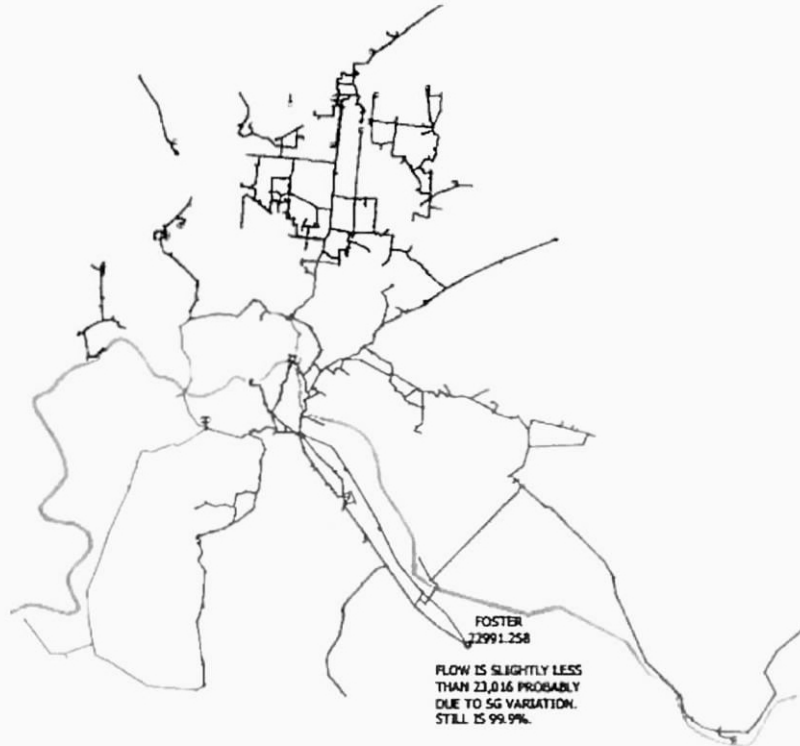 FOSTER
22991.258
FLOW IS SLIGHTLY LESS
THAN 23,016 PROBABLY
DUE TO SG VARIATION.
STILL IS 99.9%.